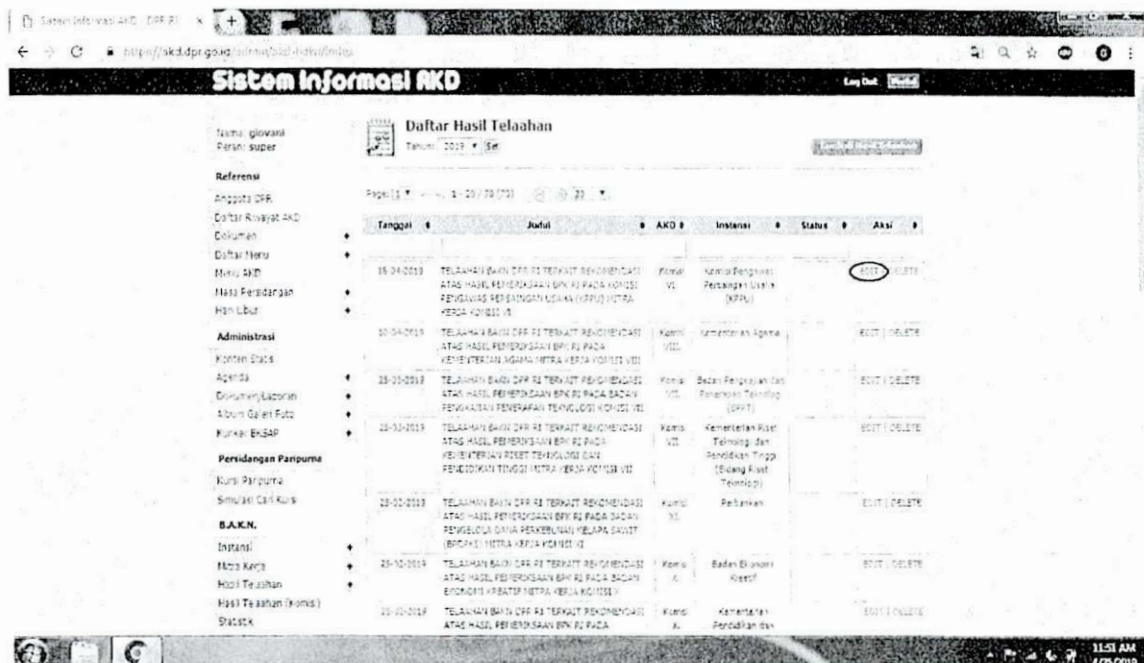 Sistem Informasi AKD - DPR RI
Sistem Informasi AKD
Log Out
Nama: giovani
Peran: super
Referensi
Anggota DPR
Daftar Riwayat AKD
Dokumen
Daftar Menu
Menu AKD
Masa Persidangan
Hari Libur
Administrasi
Konten Statis
Agenda
Dokumen/Laporan
Album Galeri Foto
Kunker BKSAP
Persidangan Paripurna
Kursi Paripurna
Simulasi Cari Kursi
B.A.K.N.
Instansi
Mitra Kerja
Hasil Telaahan
Hasil Telaahan (Komisi)
Statistik
Daftar Hasil Telaahan
Tahun: 2019 Set
Page: 1
20
Tanggal Judul AKD Instansi Status Aksi
TELAAHAN BAKN DPR RI TERKAIT REKOMENDASI
ATAS HASIL PEMERIKSAAN BPK RI PADA KOMISI
PENGAWAS PERSAINGAN USAHA (KPPU) MITRA
KERJA KOMISI VI
Komisi
VI
Komisi Pengawas
Persaingan Usaha
(KPPU)
EDIT | DELETE
TELAAHAN BAKN DPR RI TERKAIT REKOMENDASI
ATAS HASIL PEMERIKSAAN BPK RI PADA
KEMENTERIAN AGAMA MITRA KERJA KOMISI VIII
Komisi
VIII
Kementerian Agama
EDIT | DELETE
TELAAHAN BAKN DPR RI TERKAIT REKOMENDASI
ATAS HASIL PEMERIKSAAN BPK RI PADA BADAN
PENGKAJIAN PENERAPAN TEKNOLOGI KOMISI VII
Komisi
VII
Badan Pengkajian dan
Penerapan Teknologi
(BPPT)
EDIT | DELETE
TELAAHAN BAKN DPR RI TERKAIT REKOMENDASI
ATAS HASIL PEMERIKSAAN BPK RI PADA
KEMENTERIAN RISET TEKNOLOGI DAN
PENDIDIKAN TINGGI MITRA KERJA KOMISI VII
Komisi
VII
Kementerian Riset
Teknologi dan
Pendidikan Tinggi
(Bidang Riset
Teknologi)
EDIT | DELETE
TELAAHAN BAKN DPR RI TERKAIT REKOMENDASI
ATAS HASIL PEMERIKSAAN BPK RI PADA BADAN
PENGELOLA DANA PERKEBUNAN KELAPA SAWIT
(BPDPKS) MITRA KERJA KOMISI XI
Komisi
XI
Perbankan
EDIT | DELETE
TELAAHAN BAKN DPR RI TERKAIT REKOMENDASI
ATAS HASIL PEMERIKSAAN BPK RI PADA BADAN
EKONOMI KREATIF MITRA KERJA KOMISI X
Komisi
X
Badan Ekonomi
Kreatif
EDIT | DELETE
TELAAHAN BAKN DPR RI TERKAIT REKOMENDASI
ATAS HASIL PEMERIKSAAN BPK RI PADA
Komisi
X
Kementerian
Pendidikan dan
EDIT | DELETE
11:51 AM